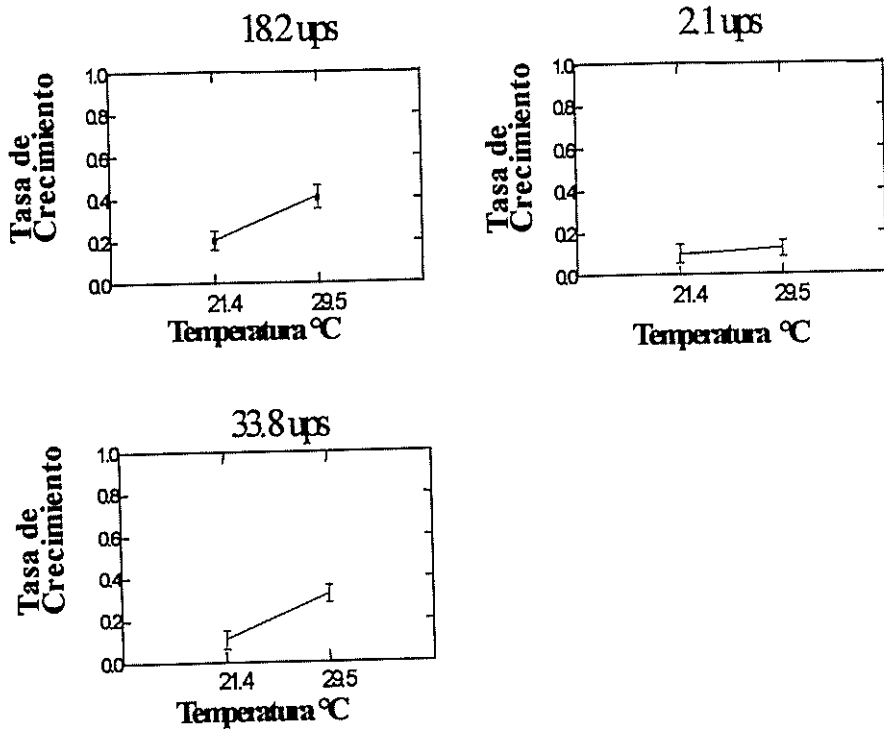 18.2 ups
Tasa de
Crecimiento
1.0
0.8
0.6
0.4
0.2
0.0
21.4 29.5
Temperatura °C
2.1 ups
Tasa de
Crecimiento
1.0
0.8
0.6
0.4
0.2
0.0
21.4 29.5
Temperatura °C
33.8 ups
Tasa de
Crecimiento
1.0
0.8
0.6
0.4
0.2
0.0
21.4 29.5
Temperatura °C